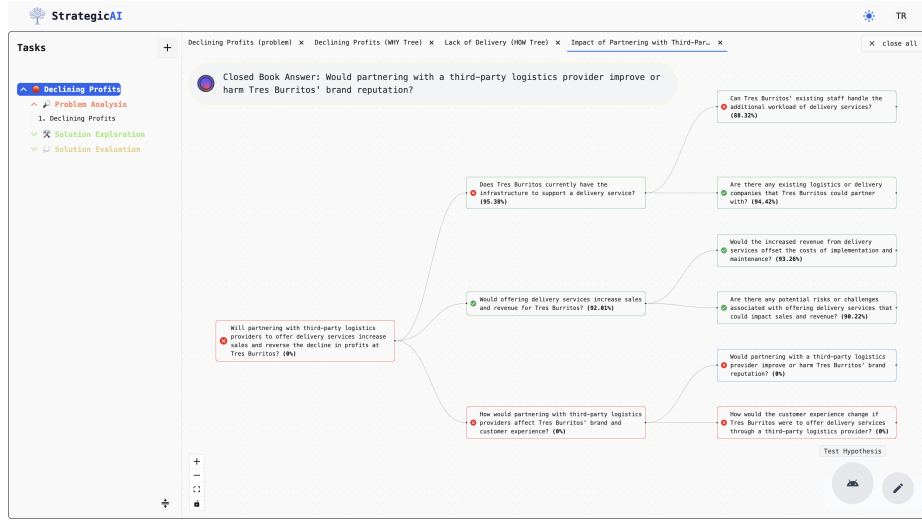 StrategicAI
TR
Tasks
+
Declining Profits (problem) ×
Declining Profits (WHY Tree) ×
Lack of Delivery (HOW Tree) ×
Impact of Partnering with Third-Par… ×
× close all
Declining Profits
Problem Analysis
1. Declining Profits
Solution Exploration
Solution Evaluation
Closed Book Answer: Would partnering with a third-party logistics provider improve or
harm Tres Burritos' brand reputation?
Will partnering with third-party logistics
providers to offer delivery services increase
sales and reverse the decline in profits at
Tres Burritos? (0%)
Does Tres Burritos currently have the
infrastructure to support a delivery service?
(95.38%)
Would offering delivery services increase sales
and revenue for Tres Burritos? (92.01%)
How would partnering with third-party logistics
providers affect Tres Burritos' brand and
customer experience? (0%)
Can Tres Burritos' existing staff handle the
additional workload of delivery services?
(88.32%)
Are there any existing logistics or delivery
companies that Tres Burritos could partner
with? (94.42%)
Would the increased revenue from delivery
services offset the costs of implementation and
maintenance? (93.26%)
Are there any potential risks or challenges
associated with offering delivery services that
could impact sales and revenue? (90.22%)
Would partnering with a third-party logistics
provider improve or harm Tres Burritos' brand
reputation? (0%)
How would the customer experience change if
Tres Burritos were to offer delivery services
through a third-party logistics provider? (0%)
Test Hypothesis